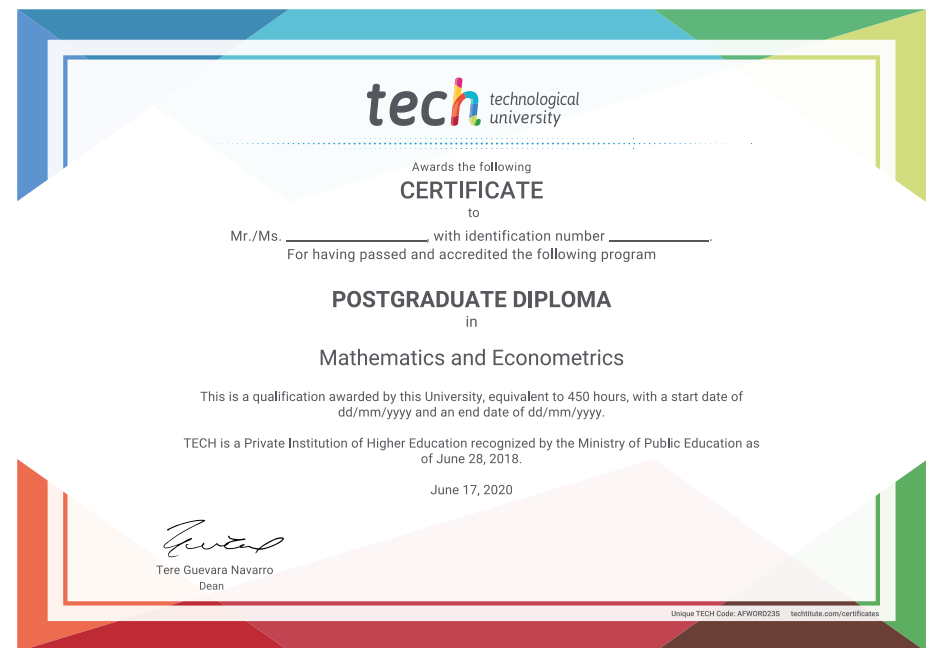 tech technological
university
Awards the following
CERTIFICATE
to
Mr./Ms. ____________________, with identification number ______________.
For having passed and accredited the following program
POSTGRADUATE DIPLOMA
in
Mathematics and Econometrics
This is a qualification awarded by this University, equivalent to 450 hours, with a start date of
dd/mm/yyyy and an end date of dd/mm/yyyy.
TECH is a Private Institution of Higher Education recognized by the Ministry of Public Education as
of June 28, 2018.
June 17, 2020
Tere Guevara Navarro
Dean
Unique TECH Code: AFWORD23S techtitute.com/certificates